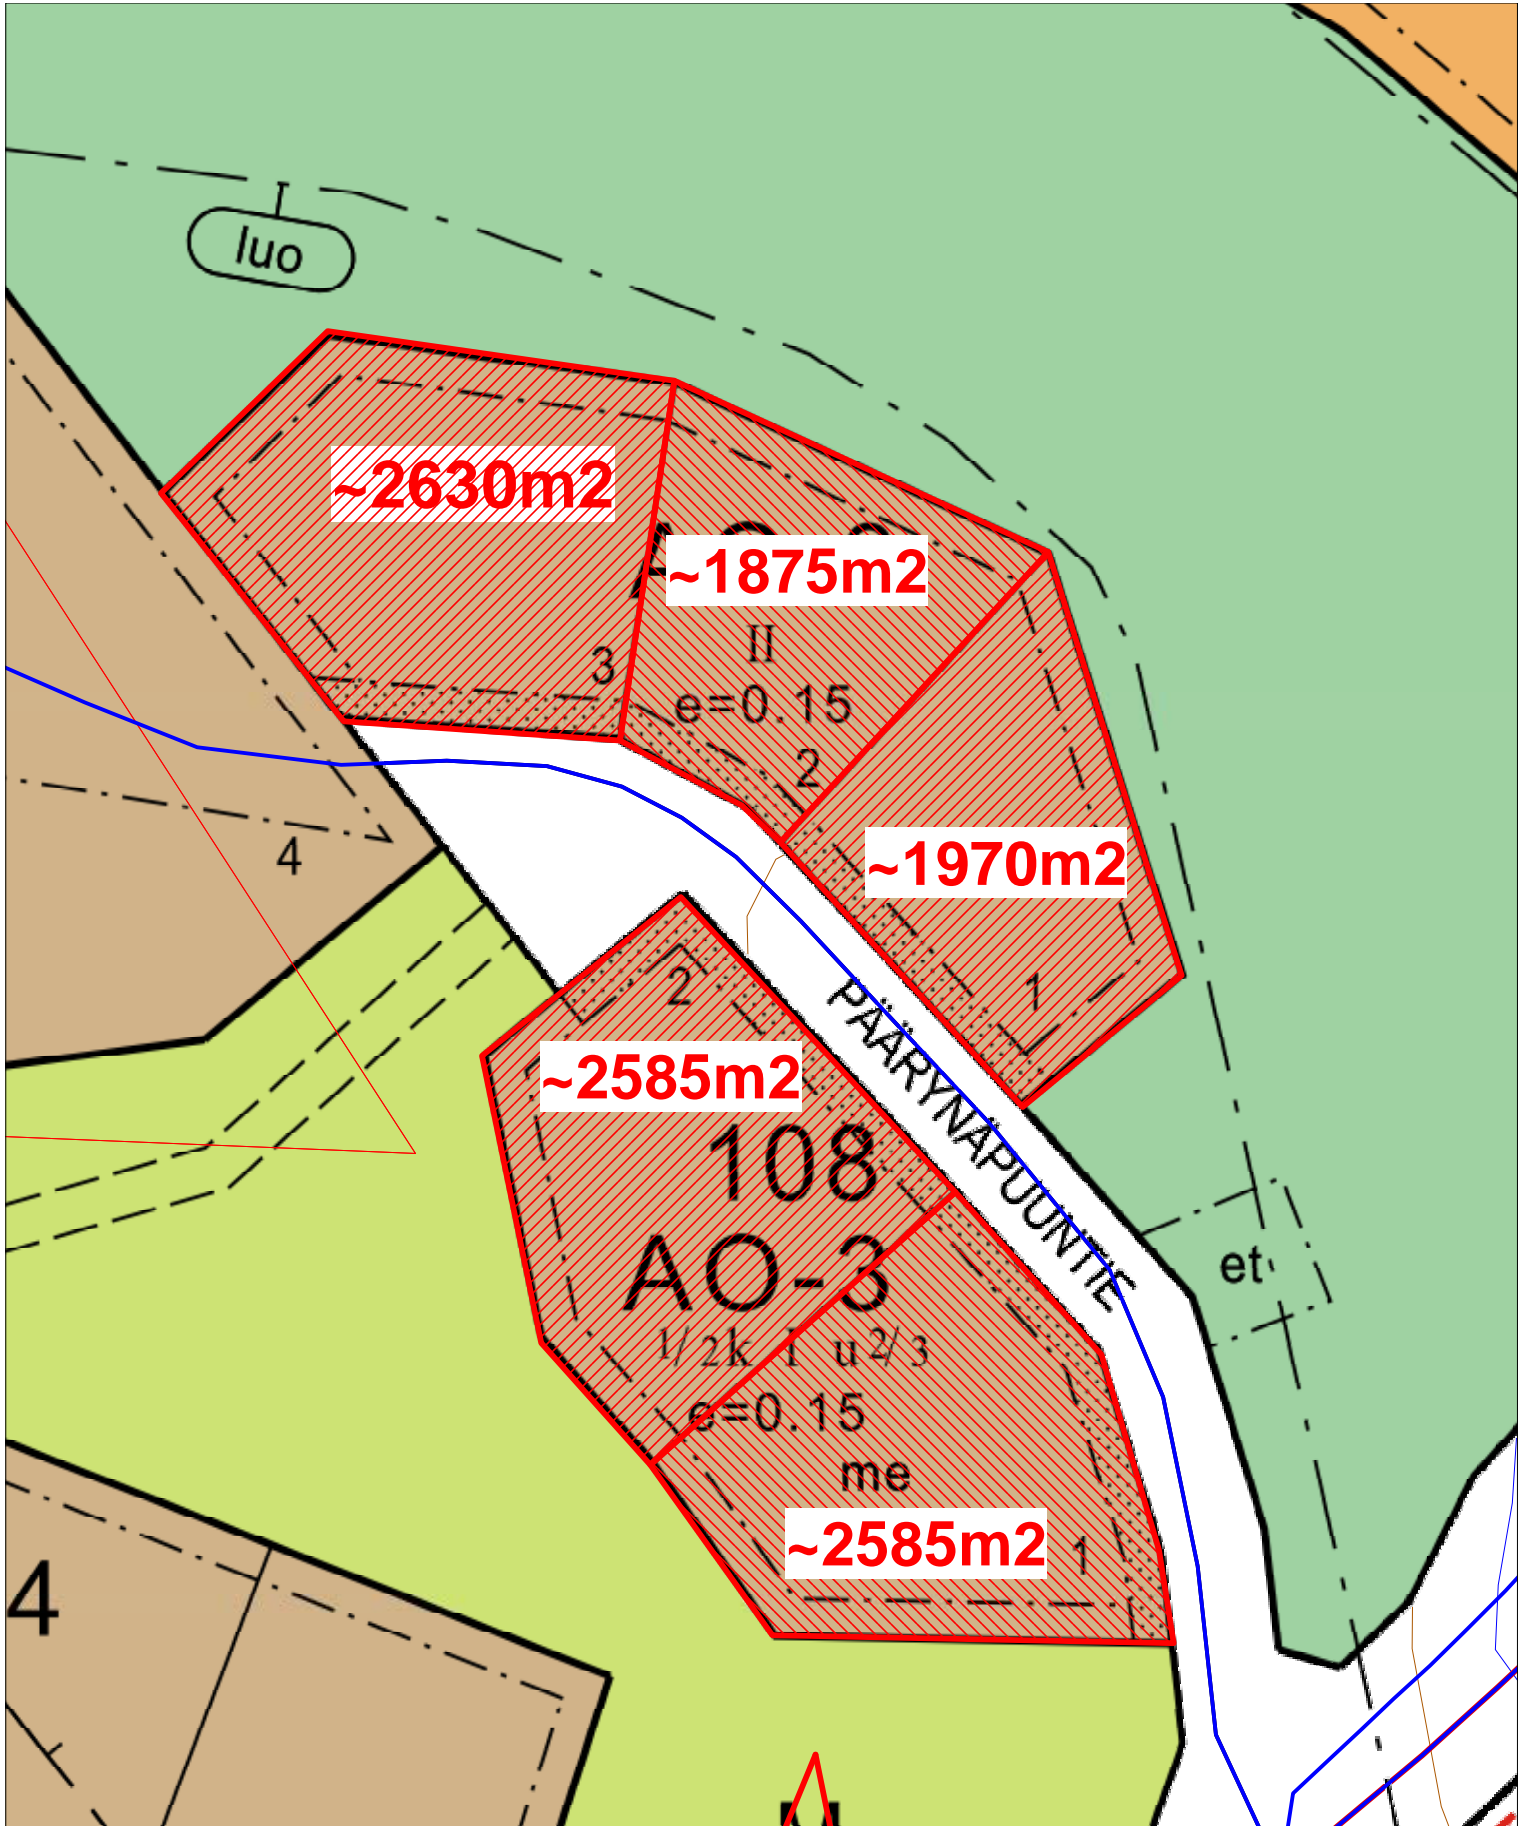 luo
~2630m2
~1875m2
II
3
e=0.15
2
4
~1970m2
2
1
PÄÄRYNÄPUUNTIE
~2585m2
108
AO-3
et
1/2k I u2/3
e=0.15
me
~2585m2
1
4